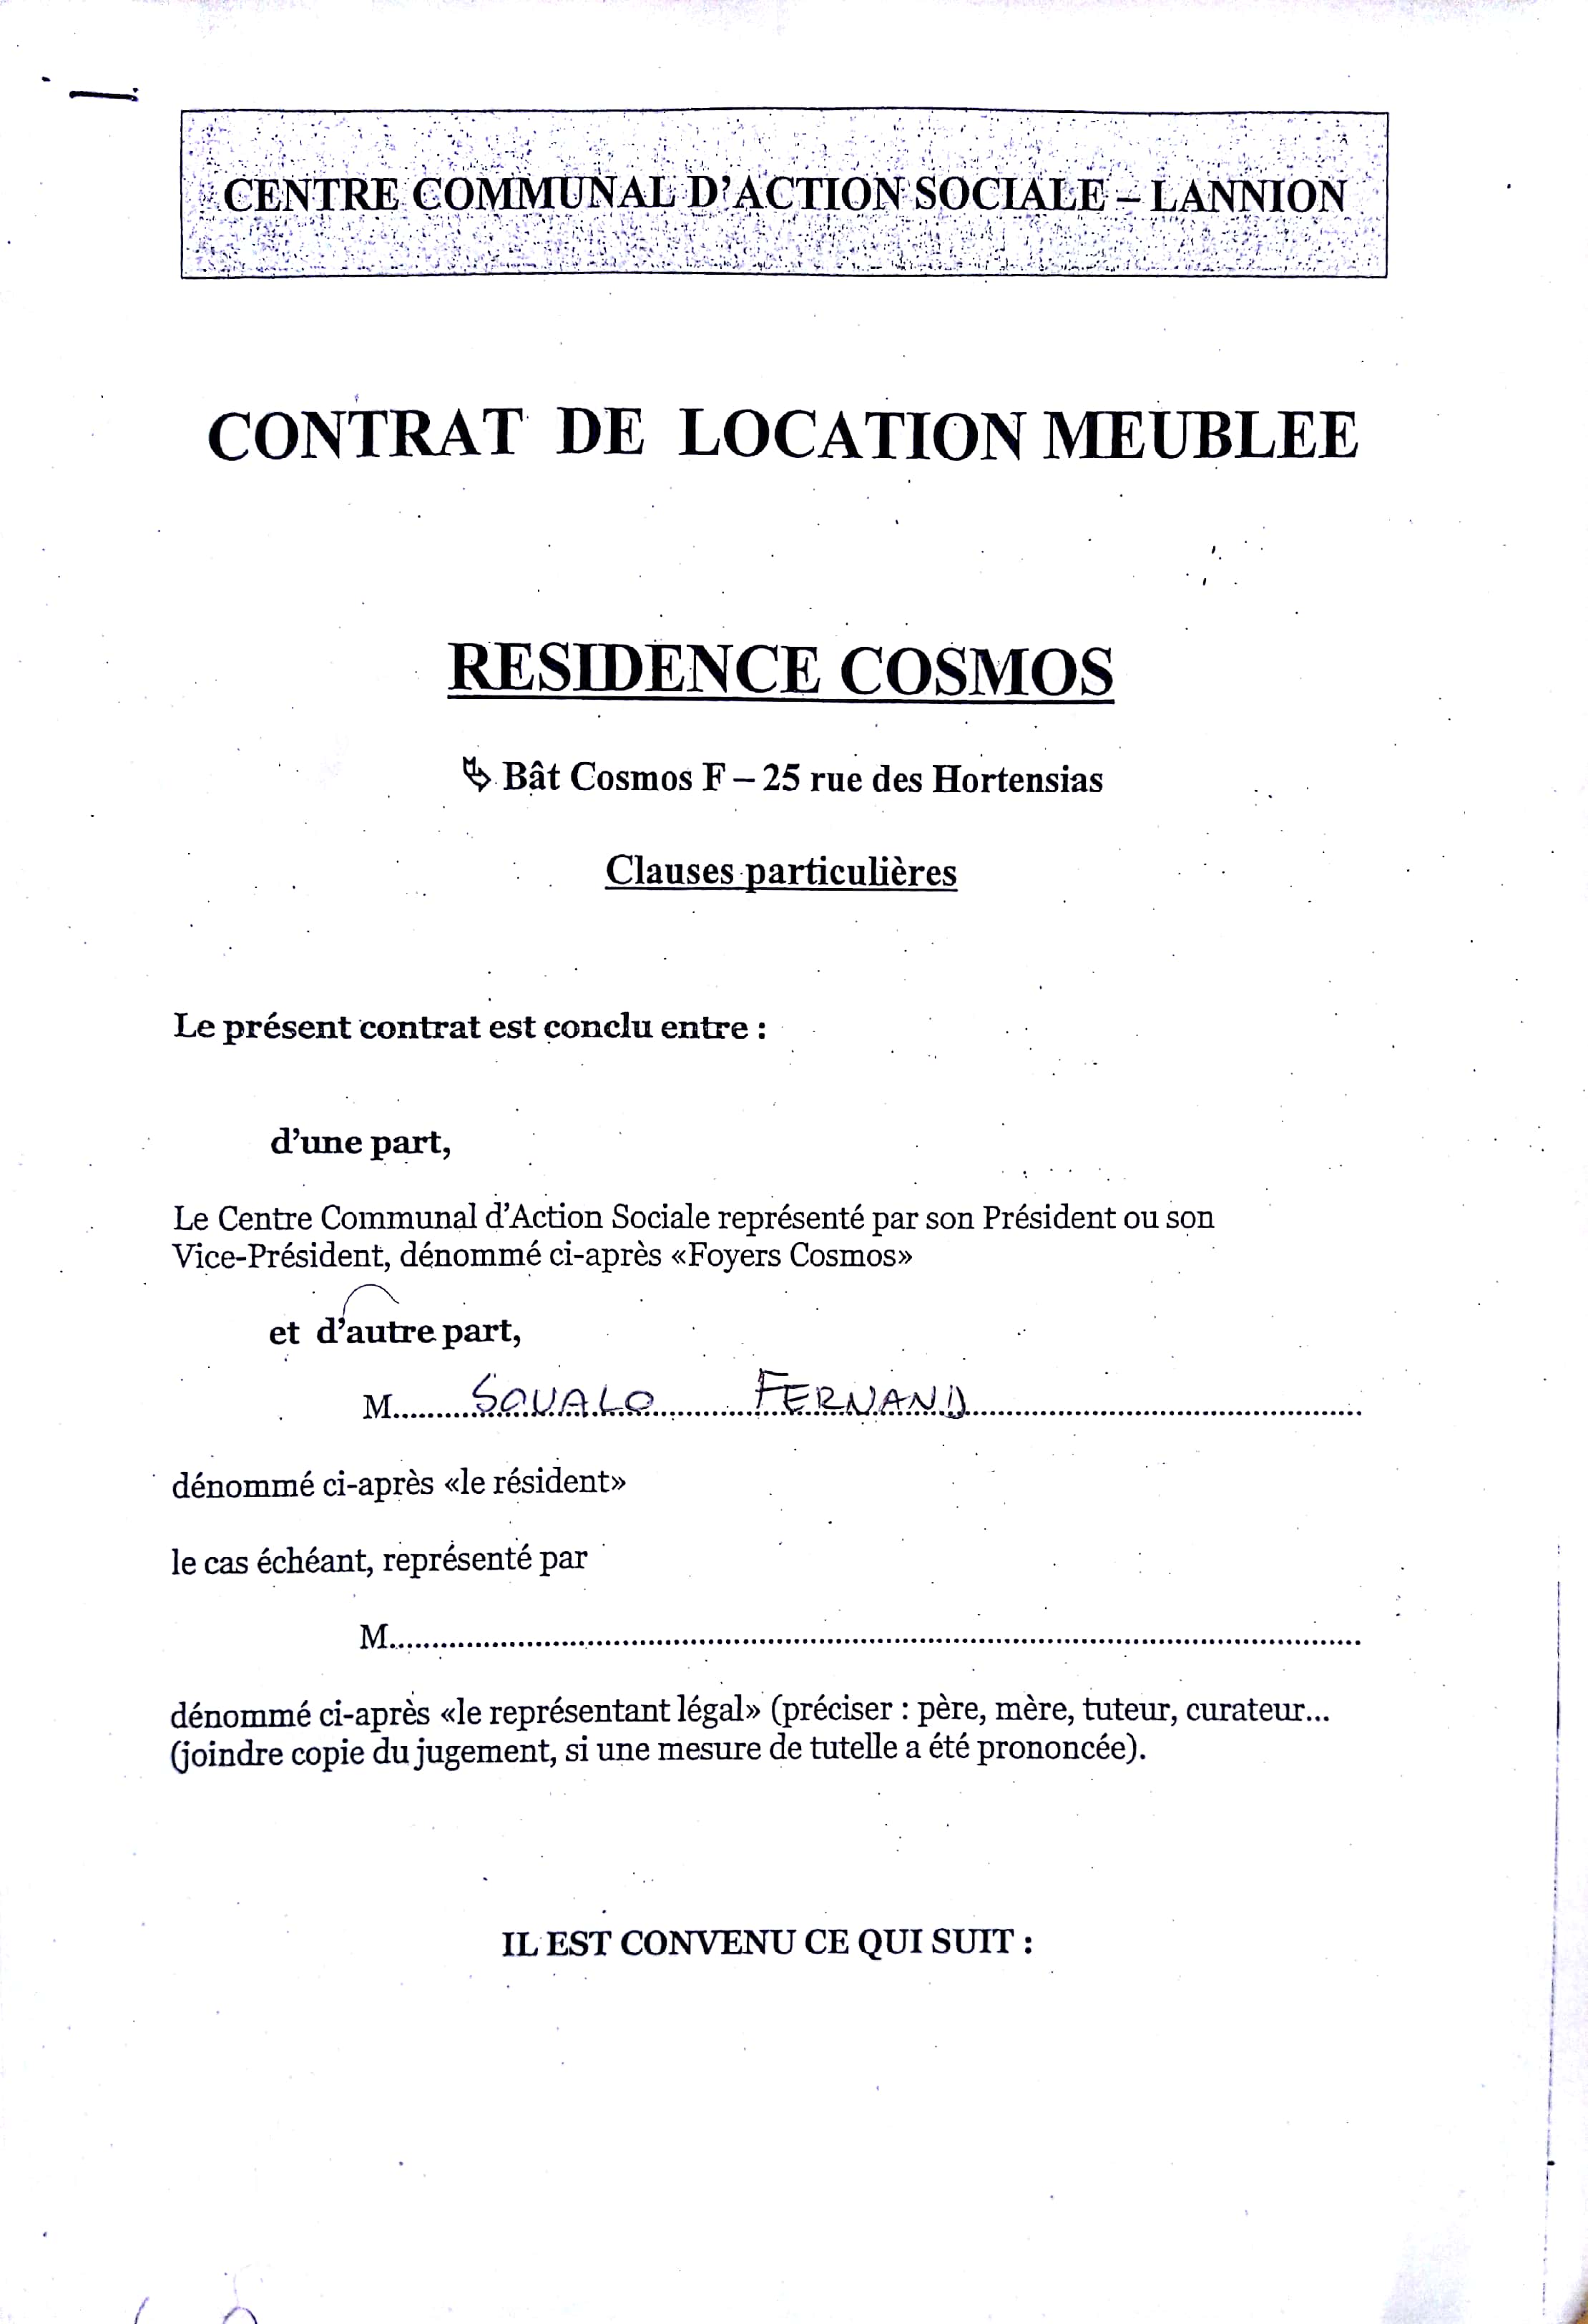 CENTRE COMMUNAL D'ACTION SOCIALE – LANNION
CONTRAT DE LOCATION MEUBLEE
RESIDENCE COSMOS
Bât Cosmos F – 25 rue des Hortensias
Clauses particulières
Le présent contrat est conclu entre :
d'une part,
Le Centre Communal d'Action Sociale représenté par son Président ou son
Vice-Président, dénommé ci-après «Foyers Cosmos»
et d'autre part,
M.......... SQUALO ............ FERNAND ..........................................
dénommé ci-après «le résident»
le cas échéant, représenté par
M...............................................................................................
dénommé ci-après «le représentant légal» (préciser : père, mère, tuteur, curateur...
(joindre copie du jugement, si une mesure de tutelle a été prononcée).
IL EST CONVENU CE QUI SUIT :